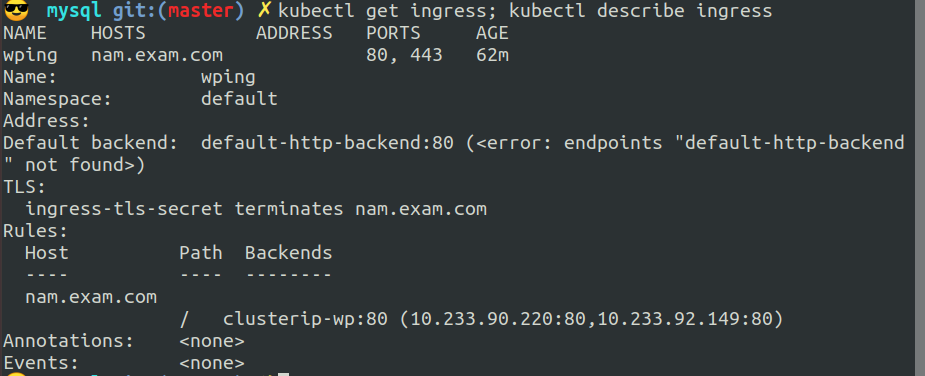 mysql git:(master) ✗ kubectl get ingress; kubectl describe ingress
NAME    HOSTS          ADDRESS   PORTS     AGE
wping   nam.exam.com             80, 443   62m
Name:             wping
Namespace:        default
Address:
Default backend:  default-http-backend:80 (<error: endpoints "default-http-backend
" not found>)
TLS:
  ingress-tls-secret terminates nam.exam.com
Rules:
  Host          Path  Backends
  ----          ----  --------
  nam.exam.com
                /   clusterip-wp:80 (10.233.90.220:80,10.233.92.149:80)
Annotations:    <none>
Events:         <none>